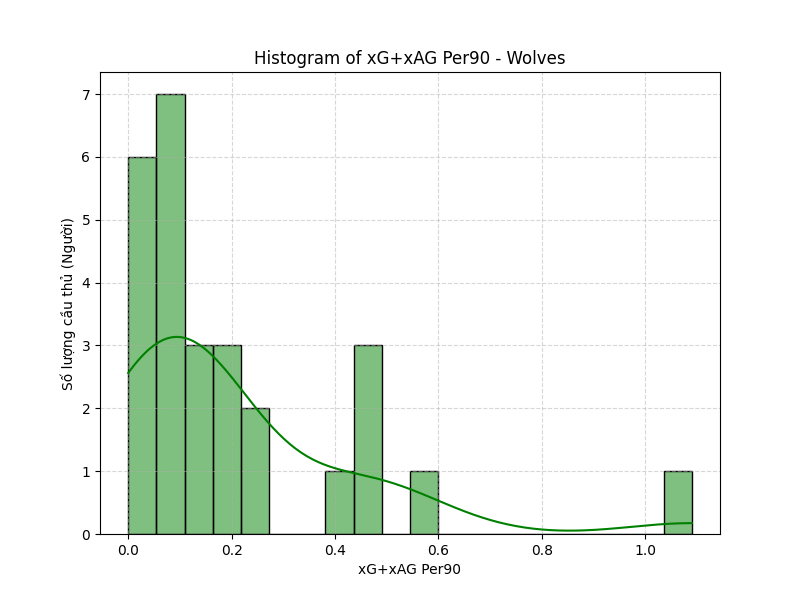 Histogram of xG+xAG Per90 - Wolves
Số lượng cầu thủ (Người)
7
6
5
4
3
2
1
0
0.0 0.2 0.4 0.6 0.8 1.0
xG+xAG Per90